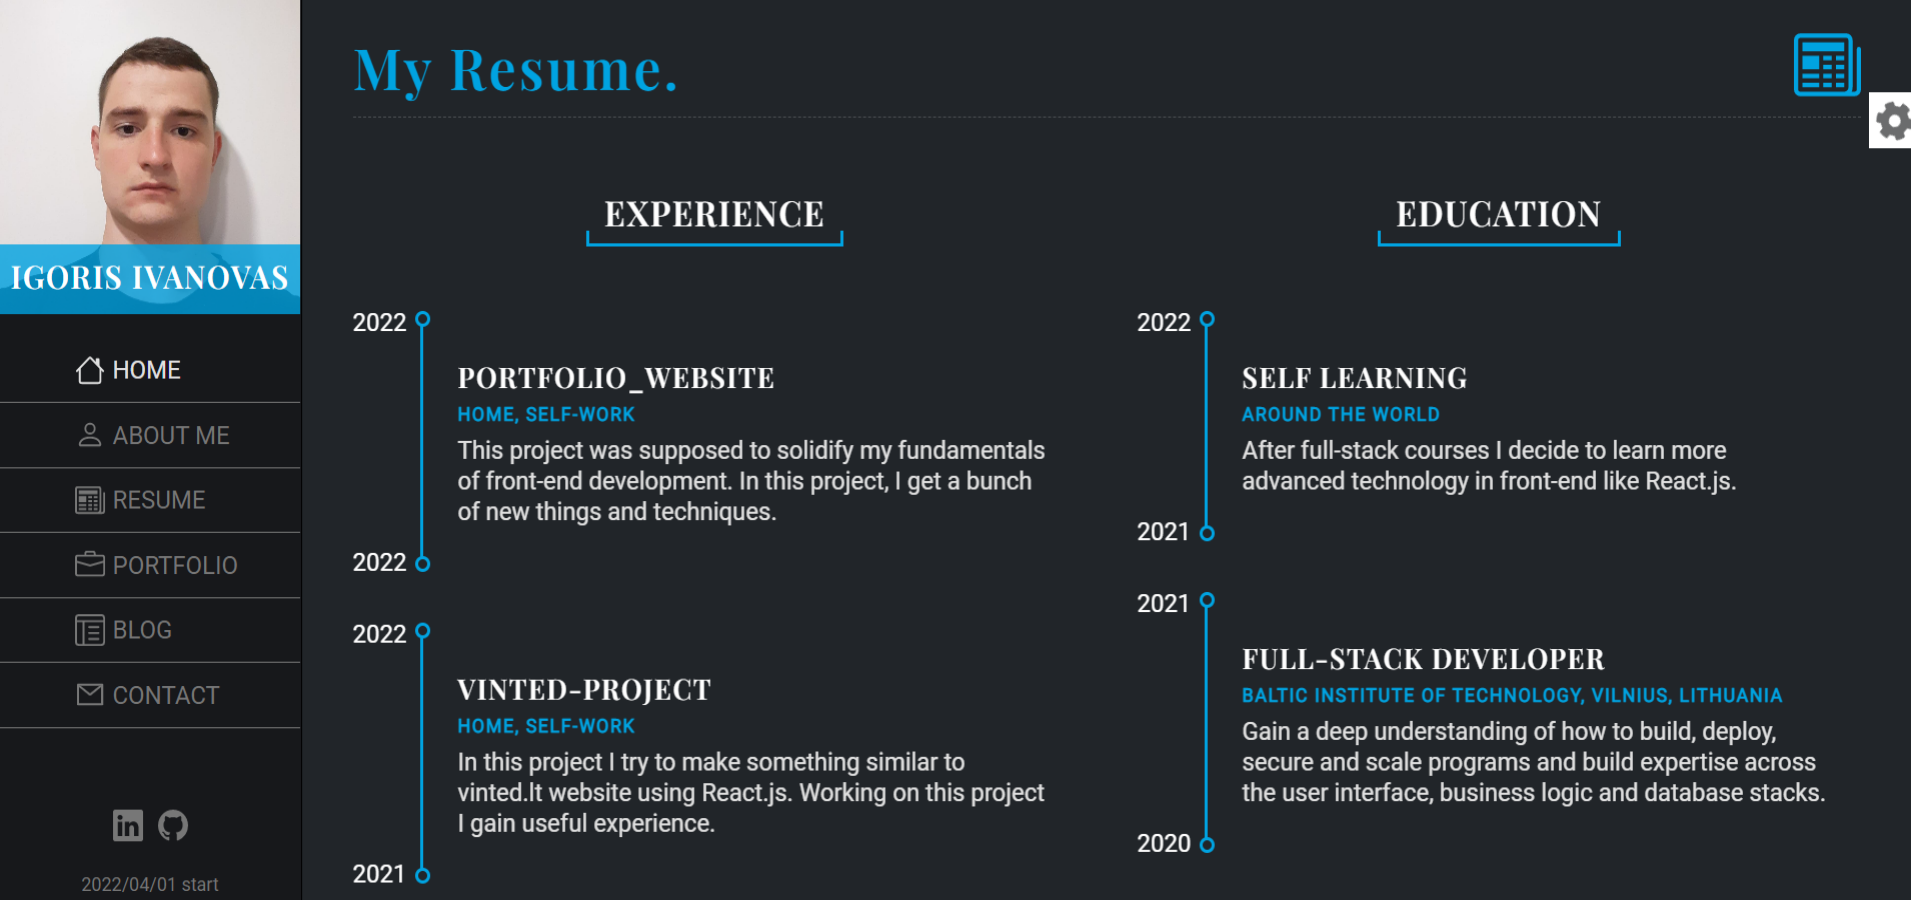 IGORIS IVANOVAS
HOME
ABOUT ME
RESUME
PORTFOLIO
BLOG
CONTACT
in
2022/04/01 start
My Resume.
EXPERIENCE
2022
PORTFOLIO_WEBSITE
HOME, SELF-WORK
This project was supposed to solidify my fundamentals
of front-end development. In this project, I get a bunch
of new things and techniques.
2022
2022
VINTED-PROJECT
HOME, SELF-WORK
In this project I try to make something similar to
vinted.lt website using React.js. Working on this project
I gain useful experience.
2021
EDUCATION
2022
SELF LEARNING
AROUND THE WORLD
After full-stack courses I decide to learn more
advanced technology in front-end like React.js.
2021
2021
FULL-STACK DEVELOPER
BALTIC INSTITUTE OF TECHNOLOGY, VILNIUS, LITHUANIA
Gain a deep understanding of how to build, deploy,
secure and scale programs and build expertise across
the user interface, business logic and database stacks.
2020